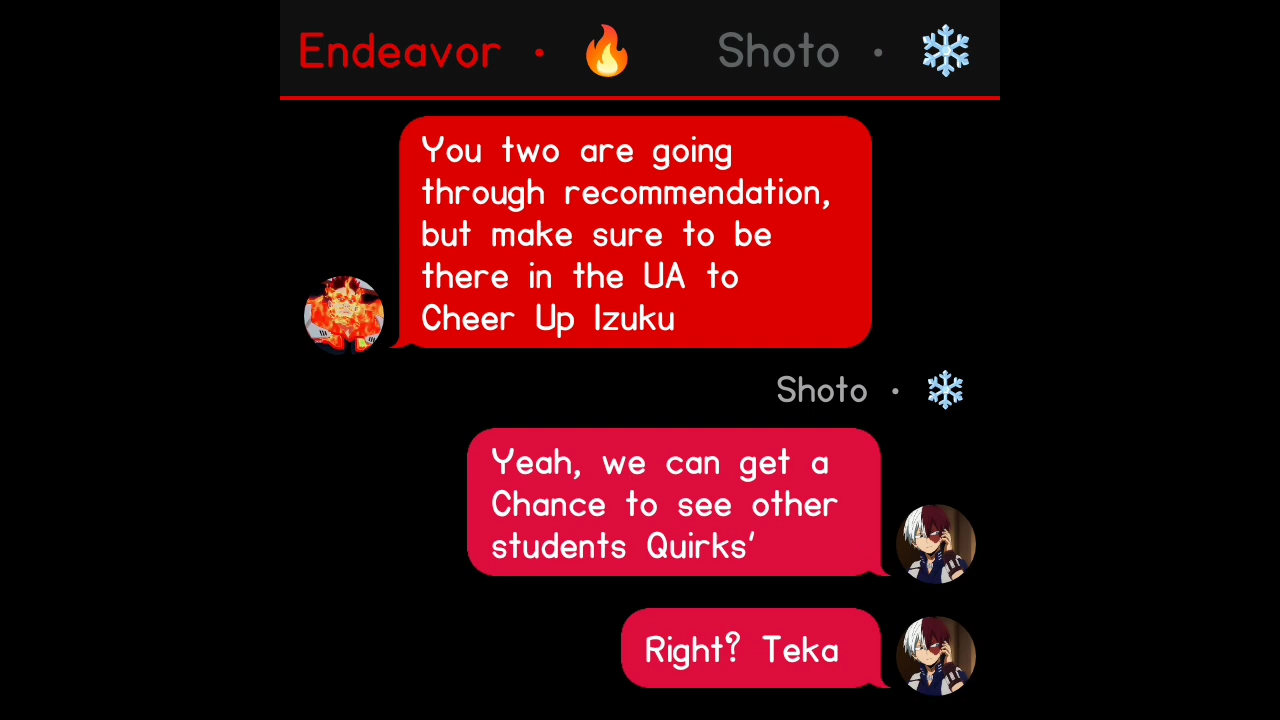 Endeavor • 🔥 Shoto • ❄️
You two are going
through recommendation,
but make sure to be
there in the UA to
Cheer Up Izuku
Shoto • ❄️
Yeah, we can get a
Chance to see other
students Quirks'
Right? Teka